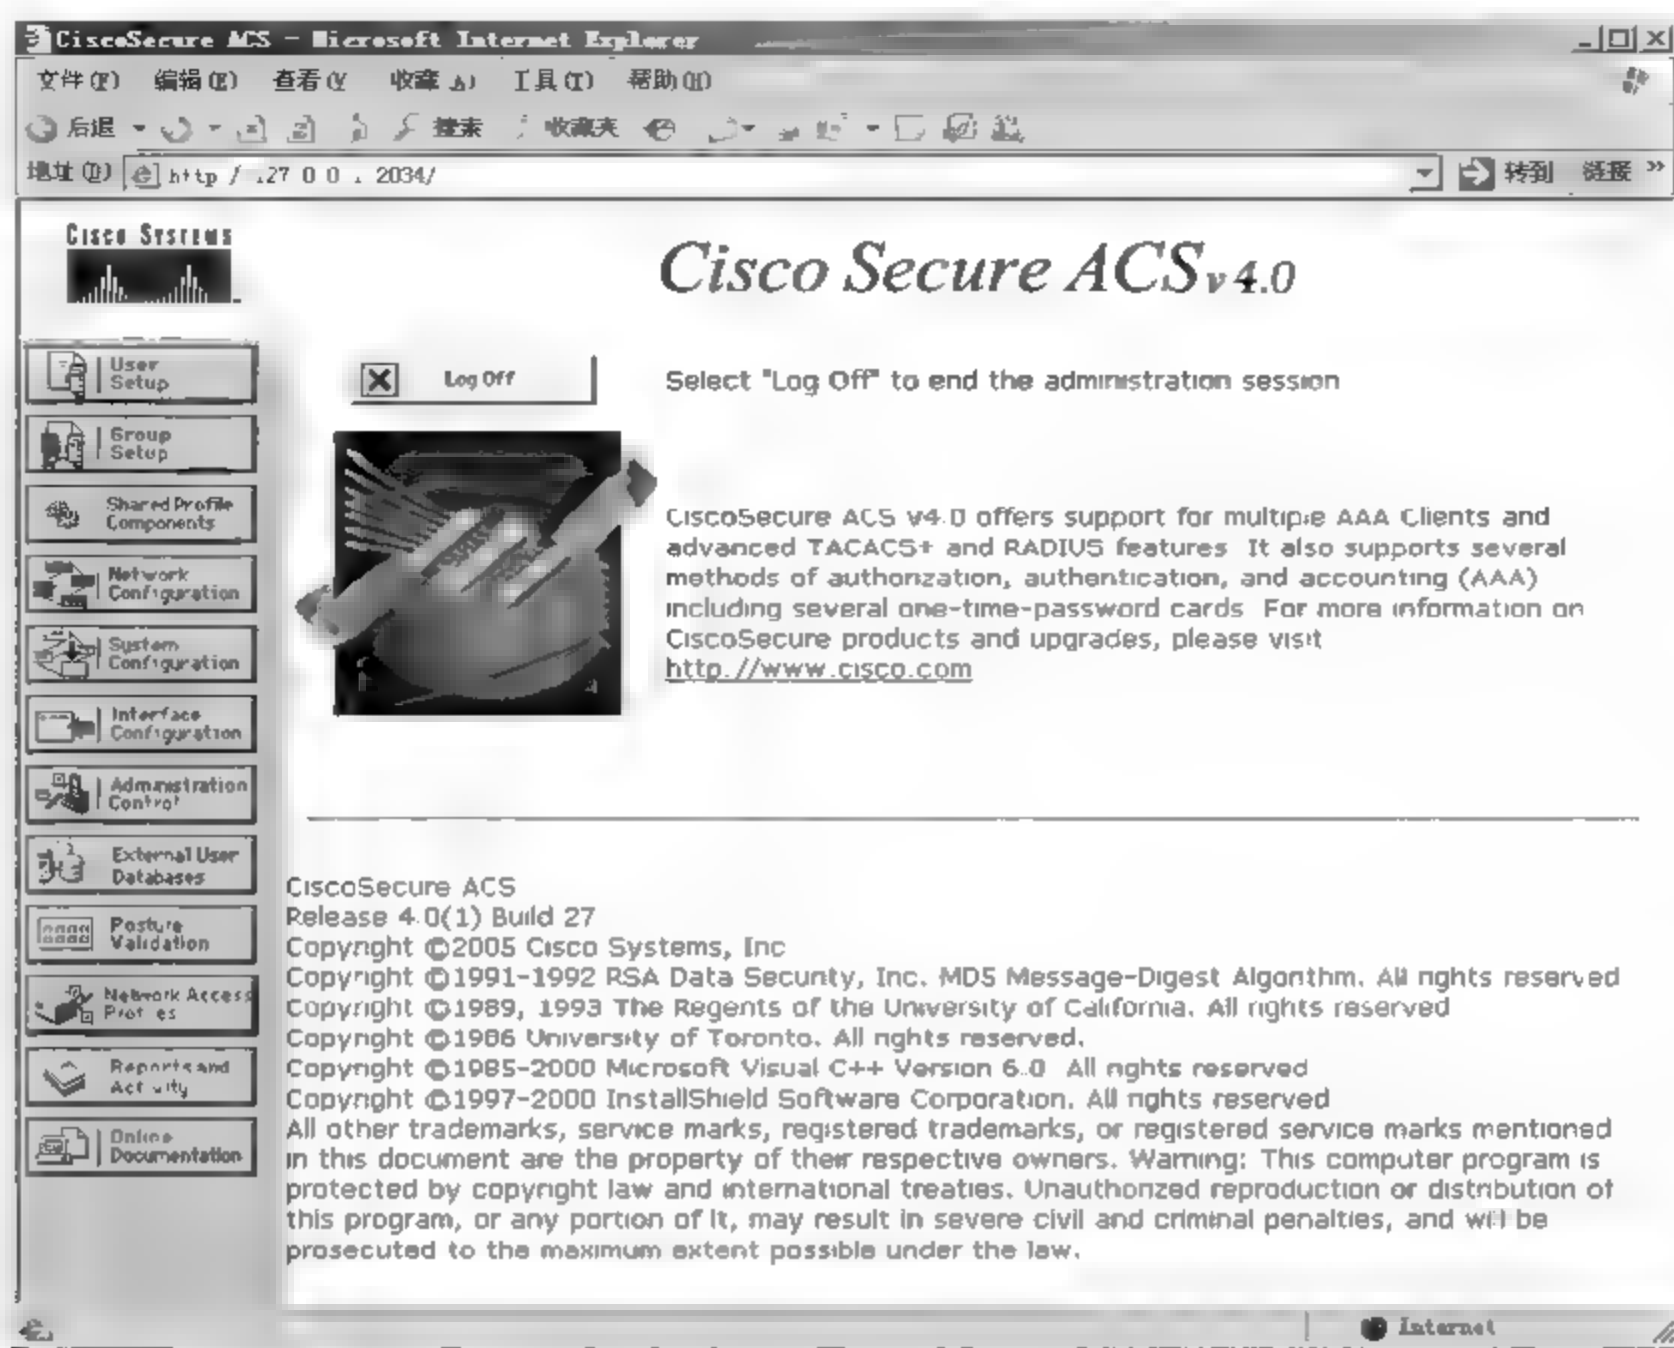 CiscoSecure ACS - Microsoft Internet Explorer
文件(F) 编辑(E) 查看(V 收藏 A) 工具(T) 帮助(H)
后退 搜索 收藏夹
地址(D) http / .27 0 0 . 2034/ 转到 链接 »
CISCO SYSTEMS
Cisco Secure ACS v4.0
Log Off
Select "Log Off" to end the administration session
User
Setup
Group
Setup
Shared Profile
Components
Network
Configuration
System
Configuration
Interface
Configuration
Administration
Control
External User
Databases
Posture
Validation
Network Access
Profiles
Reports and
Activity
Online
Documentation
CiscoSecure ACS v4.0 offers support for multiple AAA Clients and
advanced TACACS+ and RADIUS features It also supports several
methods of authorization, authentication, and accounting (AAA)
including several one-time-password cards For more information on
CiscoSecure products and upgrades, please visit
http.//www.cisco.com
CiscoSecure ACS
Release 4.0(1) Build 27
Copyright ©2005 Cisco Systems, Inc
Copyright ©1991-1992 RSA Data Security, Inc. MD5 Message-Digest Algorithm. All rights reserved
Copyright ©1989, 1993 The Regents of the University of California. All rights reserved
Copyright ©1986 University of Toronto. All rights reserved.
Copyright ©1985-2000 Microsoft Visual C++ Version 6.0 All rights reserved
Copyright ©1997-2000 InstallShield Software Corporation. All rights reserved
All other trademarks, service marks, registered trademarks, or registered service marks mentioned
in this document are the property of their respective owners. Warning: This computer program is
protected by copyright law and international treaties. Unauthorized reproduction or distribution of
this program, or any portion of it, may result in severe civil and criminal penalties, and will be
prosecuted to the maximum extent possible under the law.
Internet